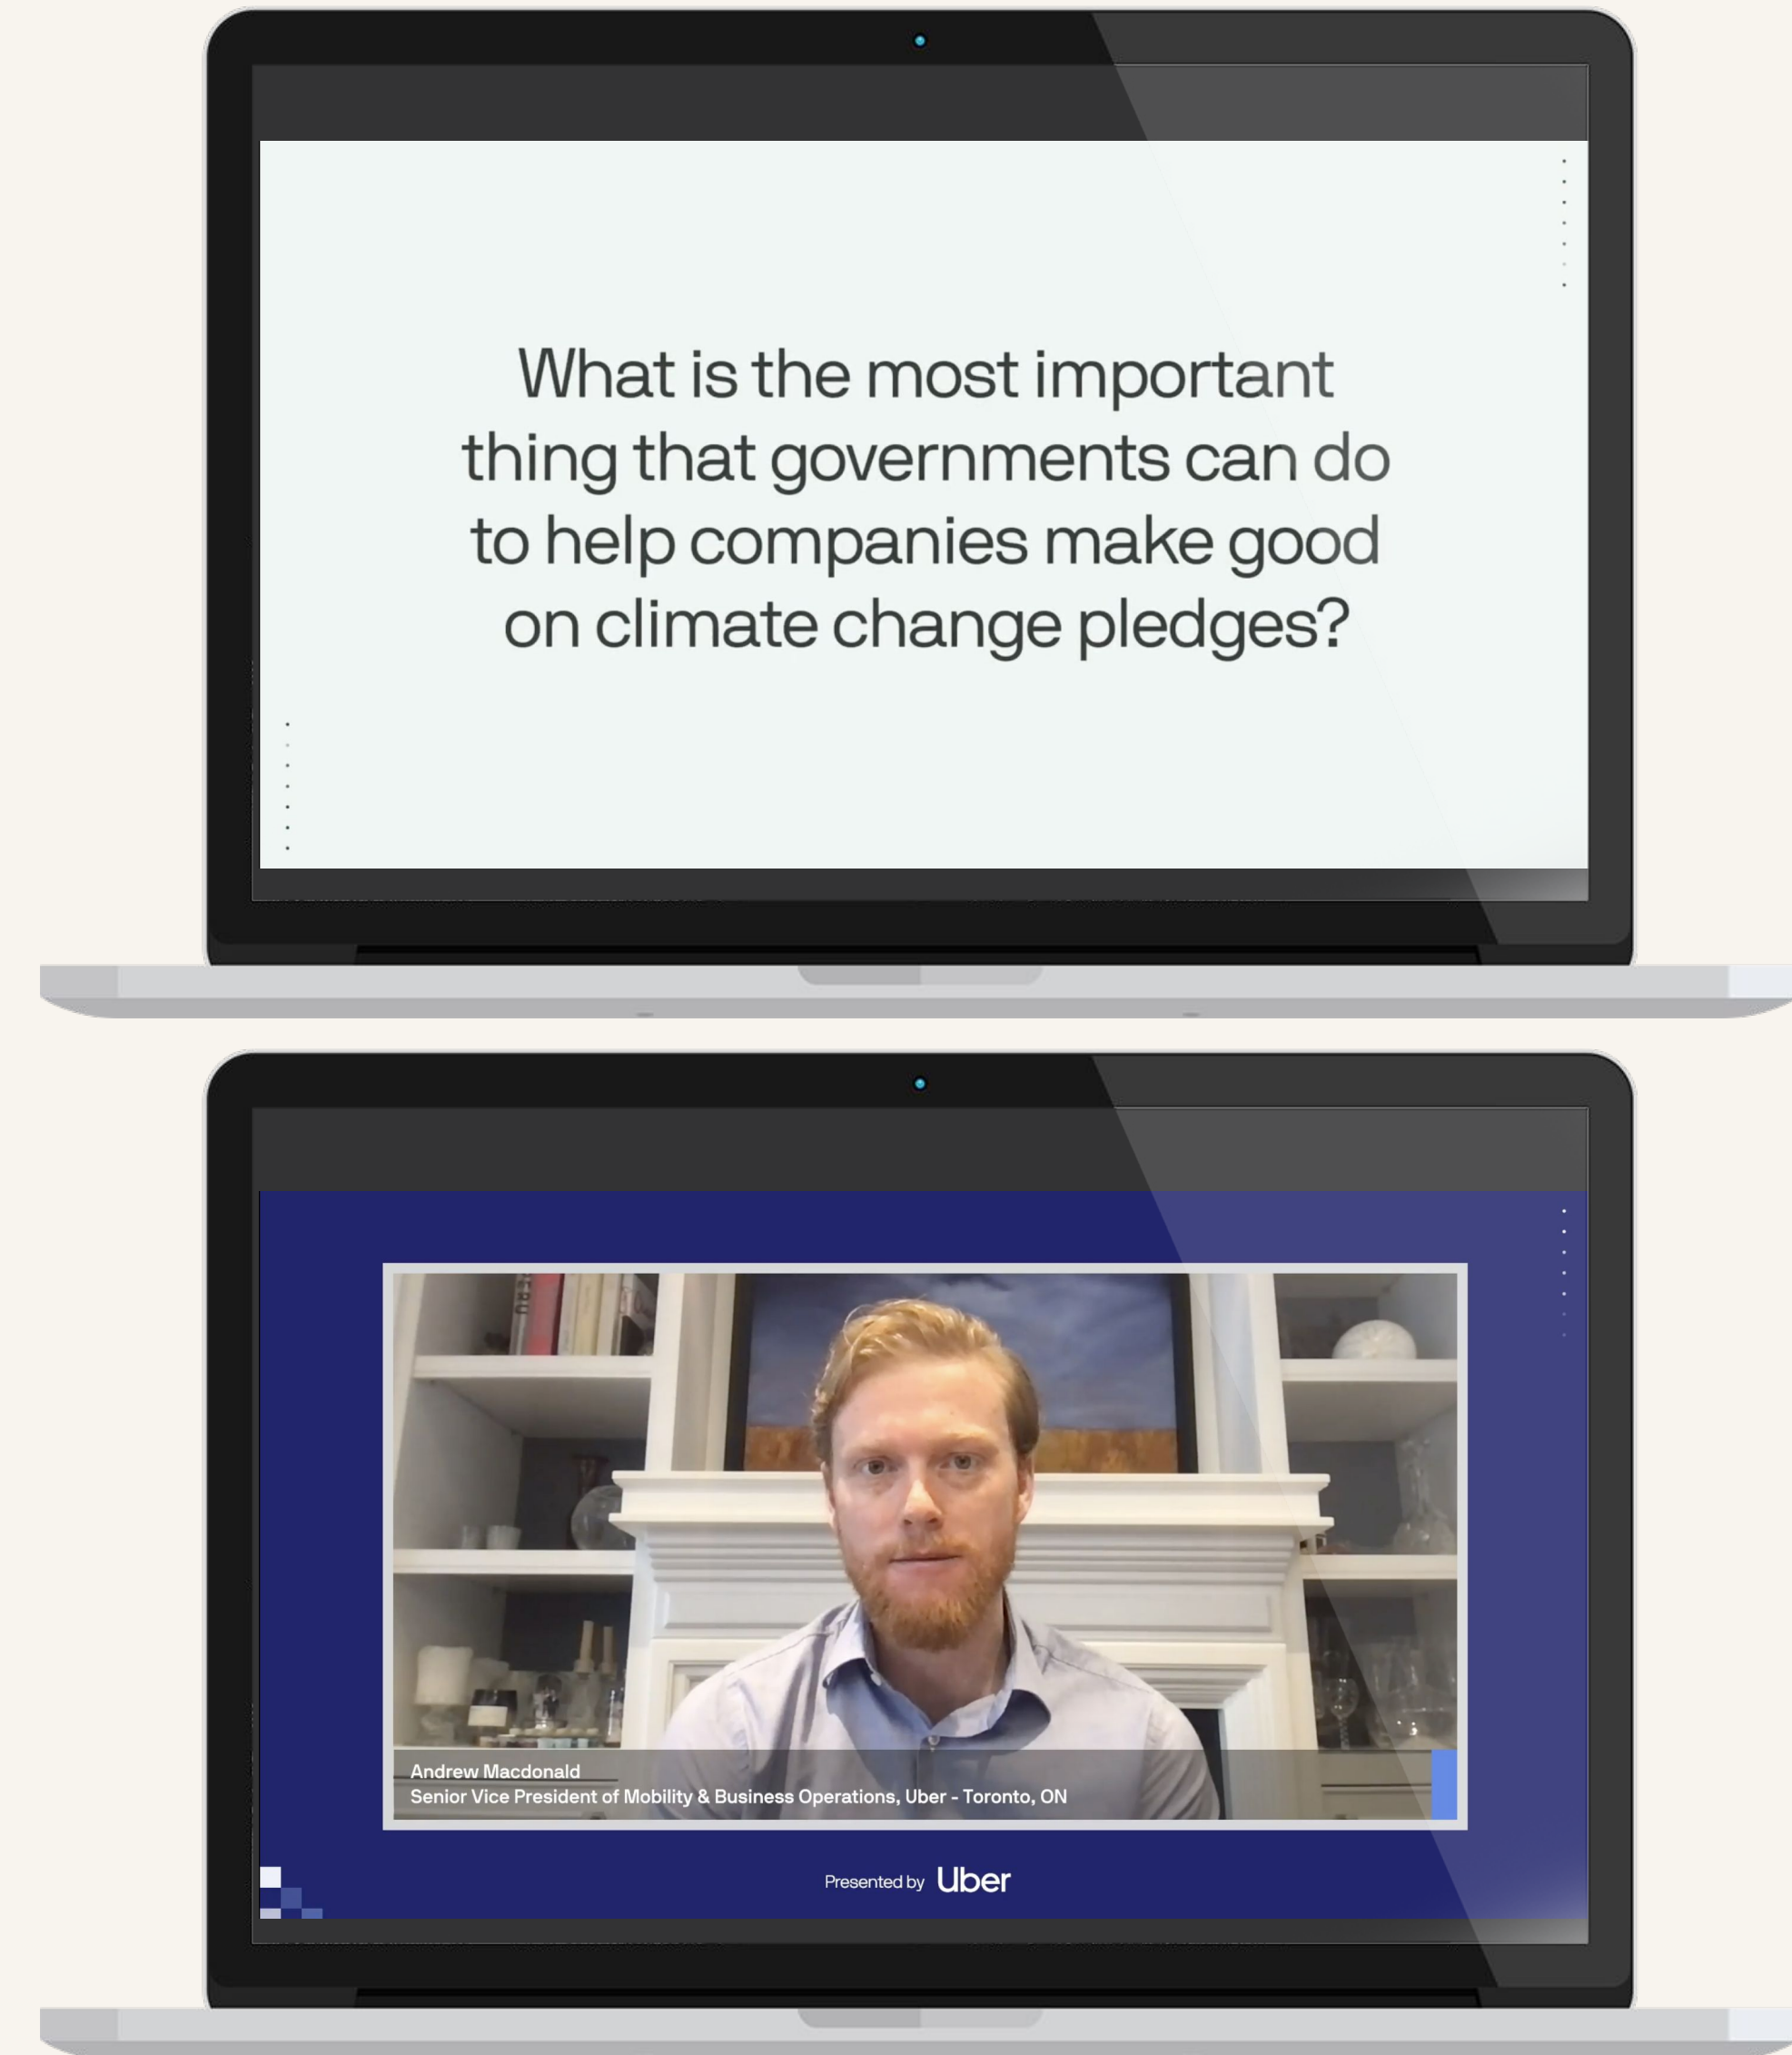 What is the most important
thing that governments can do
to help companies make good
on climate change pledges?
Andrew Macdonald
Senior Vice President of Mobility & Business Operations, Uber - Toronto, ON
Presented by Uber